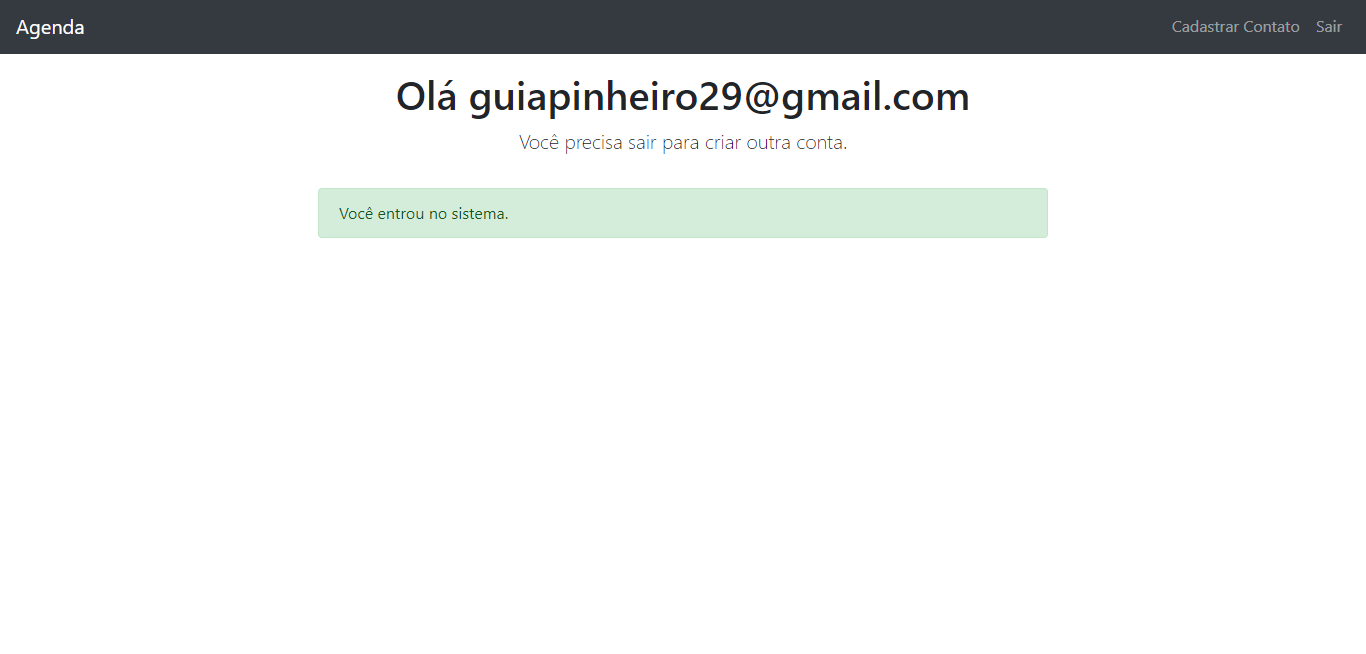 Agenda
Cadastrar Contato
Sair
Olá guiapinheiro29@gmail.com
Você precisa sair para criar outra conta.
Você entrou no sistema.